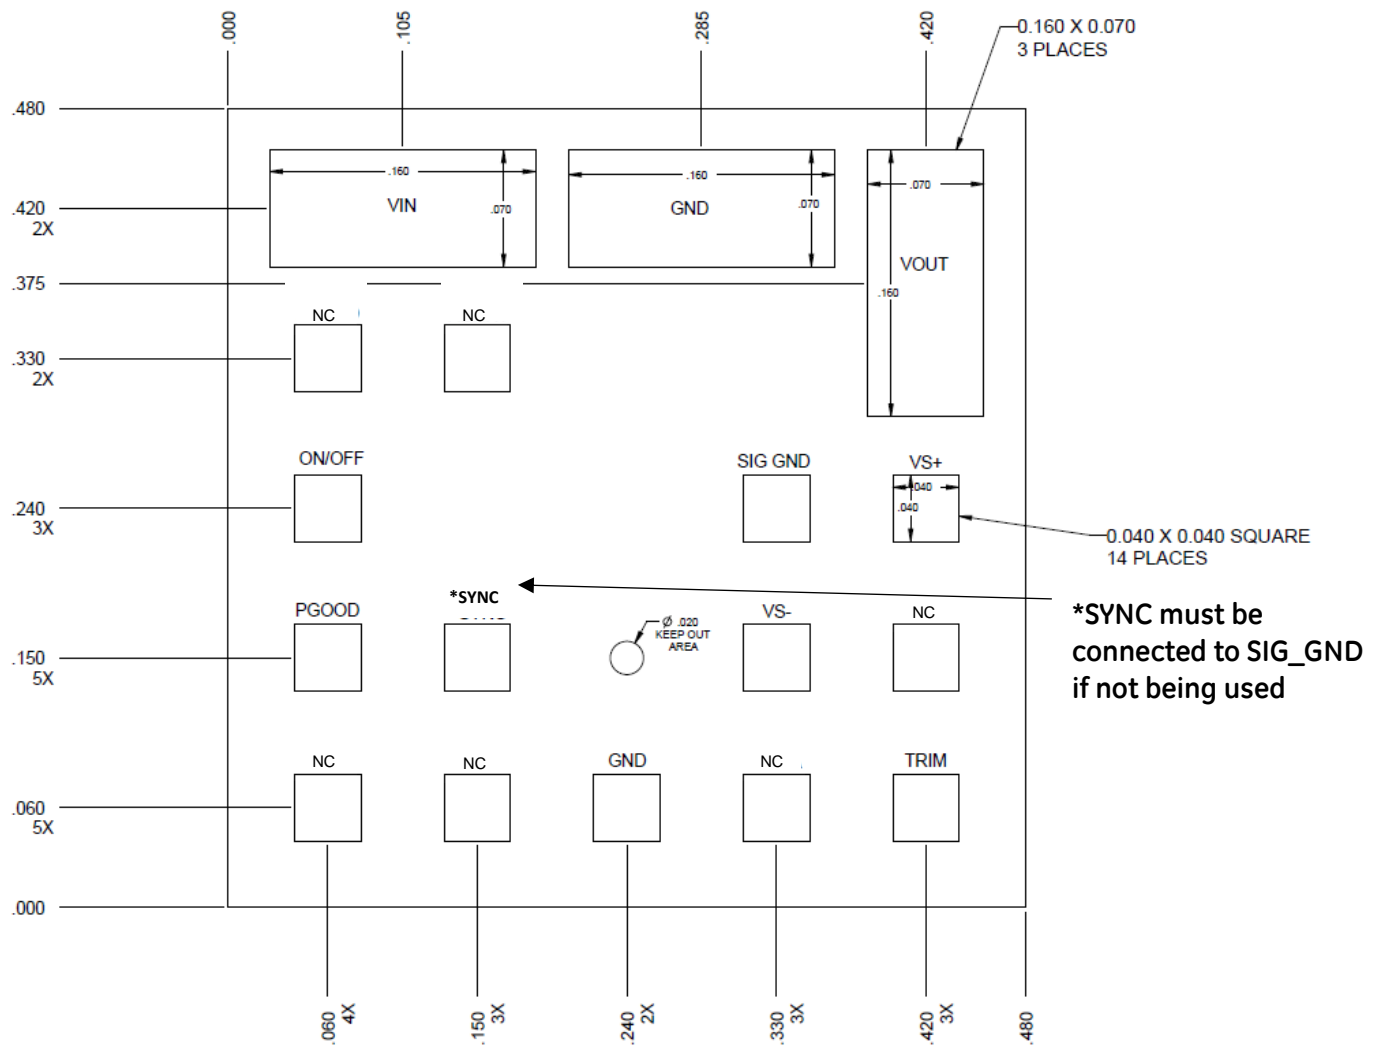 .000
.105
.285
.420
0.160 X 0.070
3 PLACES
.480
.160
.070
VIN
.160
.070
GND
.070
.160
VOUT
.420
2X
.375
NC
NC
.330
2X
ON/OFF
SIG GND
VS+
.040
.040
.240
3X
0.040 X 0.040 SQUARE
14 PLACES
PGOOD
*SYNC
Ø .020
KEEP OUT
AREA
VS-
NC
*SYNC must be
connected to SIG_GND
if not being used
.150
5X
NC
NC
GND
NC
TRIM
.060
5X
.000
.060
4X
.150
3X
.240
2X
.330
3X
.420
3X
.480